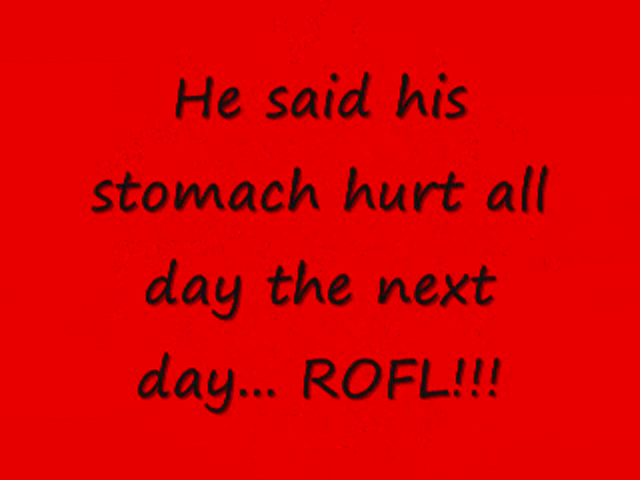 He said his
stomach hurt all
day the next
day... ROFL!!!